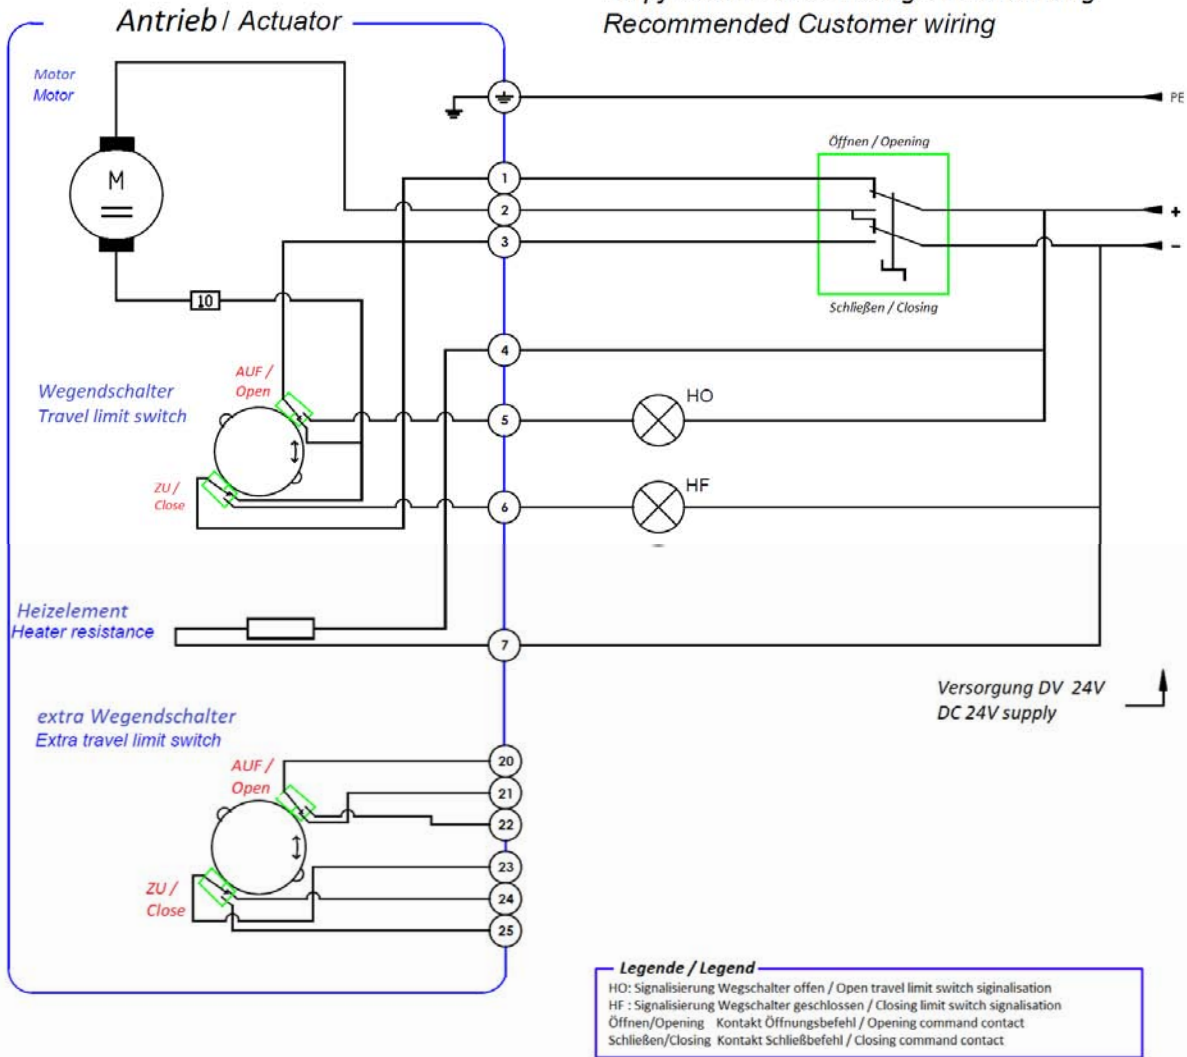 Antrieb / Actuator
Recommended Customer wiring
Motor
Motor
M
10
PE
Öffnen / Opening
1
2
3
+
-
Schließen / Closing
4
AUF /
Open
Wegendschalter
Travel limit switch
5
HO
ZU /
Close
6
HF
Heizelement
Heater resistance
7
Versorgung DV 24V
DC 24V supply
extra Wegendschalter
Extra travel limit switch
AUF /
Open
20
21
22
ZU /
Close
23
24
25
Legende / Legend
HO: Signalisierung Wegschalter offen / Open travel limit switch siginalisation
HF : Signalisierung Wegschalter geschlossen / Closing limit switch signalisation
Öffnen/Opening Kontakt Öffnungsbefehl / Opening command contact
Schließen/Closing Kontakt Schließbefehl / Closing command contact